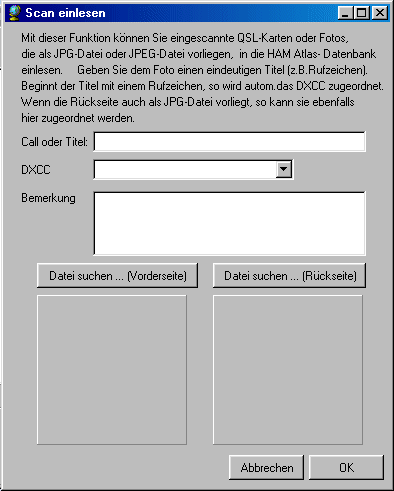 Scan einlesen
Mit dieser Funktion können Sie eingescannte QSL-Karten oder Fotos,
die als JPG-Datei oder JPEG-Datei vorliegen, in die HAM Atlas- Datenbank
einlesen. Geben Sie dem Foto einen eindeutigen Titel (z.B.Rufzeichen).
Beginnt der Titel mit einem Rufzeichen, so wird autom.das DXCC zugeordnet.
Wenn die Rückseite auch als JPG-Datei vorliegt, so kann sie ebenfalls
hier zugeordnet werden.
Call oder Titel:
DXCC
Bemerkung
Datei suchen ... (Vorderseite) Datei suchen ... (Rückseite)
Abbrechen OK